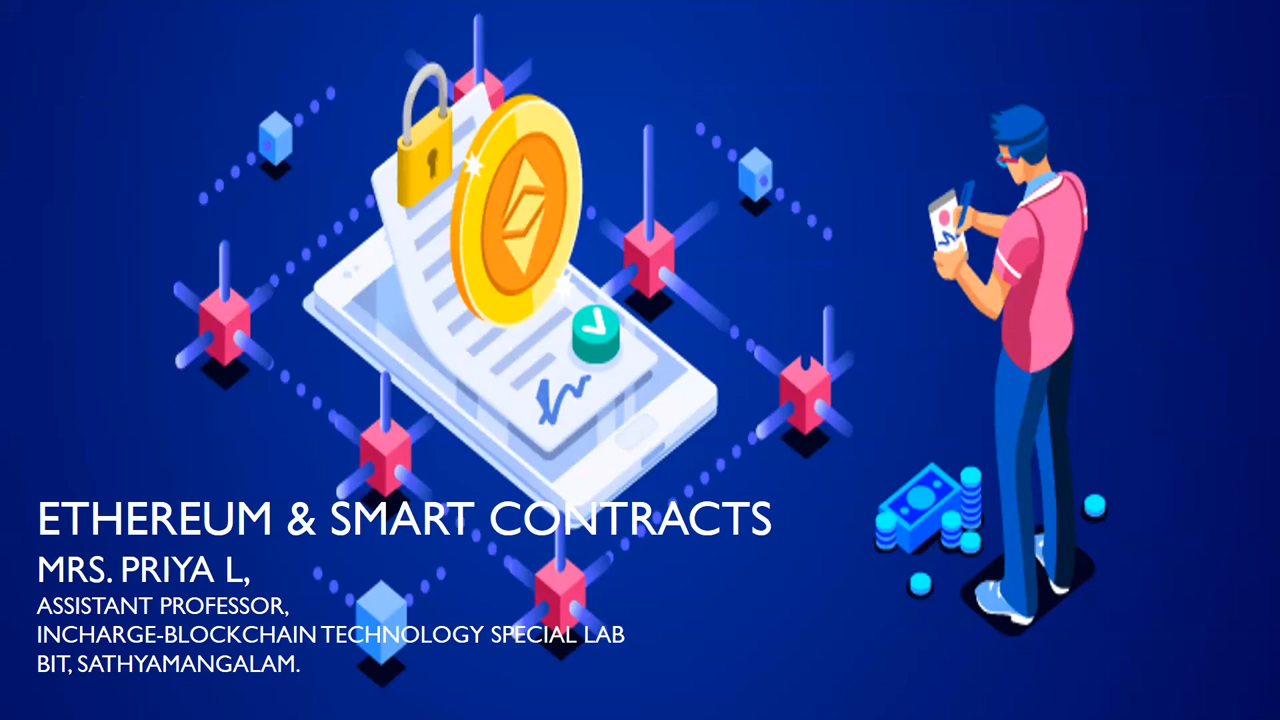 ETHEREUM & SMART CONTRACTS
MRS. PRIYA L,
ASSISTANT PROFESSOR,
INCHARGE-BLOCKCHAIN TECHNOLOGY SPECIAL LAB
BIT, SATHYAMANGALAM.